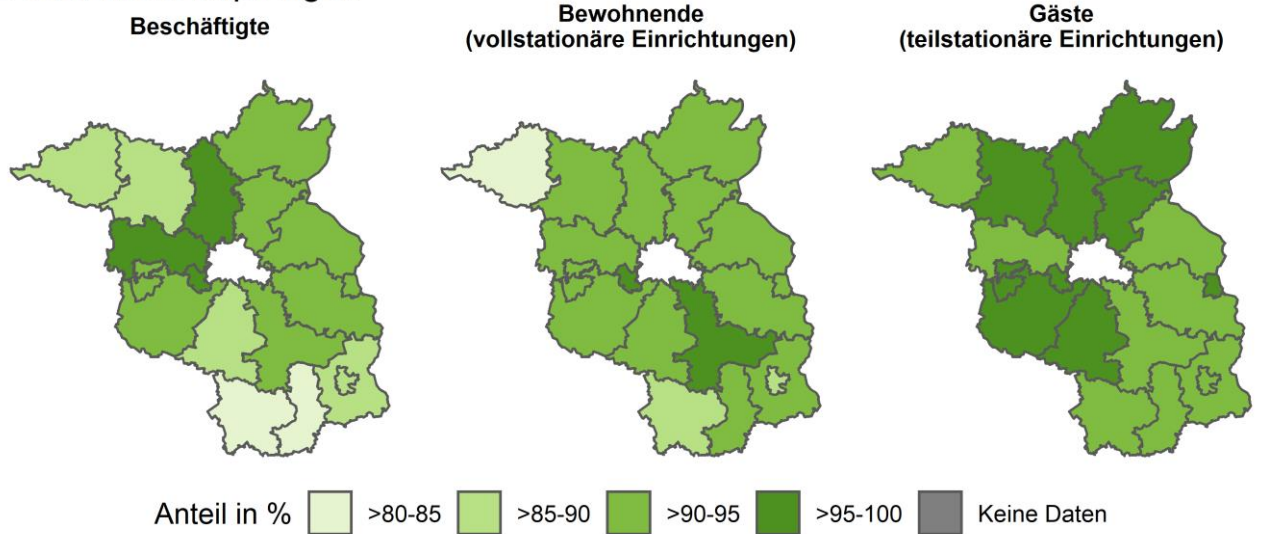 Beschäftigte
Bewohnende
(vollstationäre Einrichtungen)
Gäste
(teilstationäre Einrichtungen)
Anteil in % >80-85 >85-90 >90-95 >95-100 Keine Daten